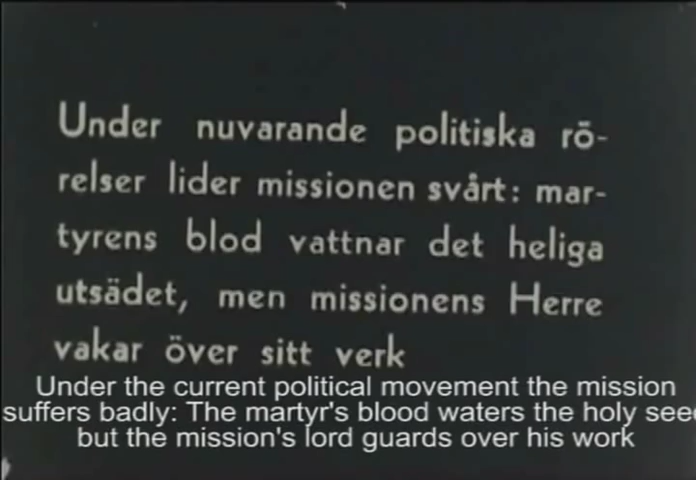 Under nuvarande politiska rö-
relser lider missionen svårt: mar-
tyrens blod vattnar det heliga
utsädet, men missionens Herre
vakar över sitt verk
Under the current political movement the mission
suffers badly: The martyr's blood waters the holy see
but the mission's lord guards over his work